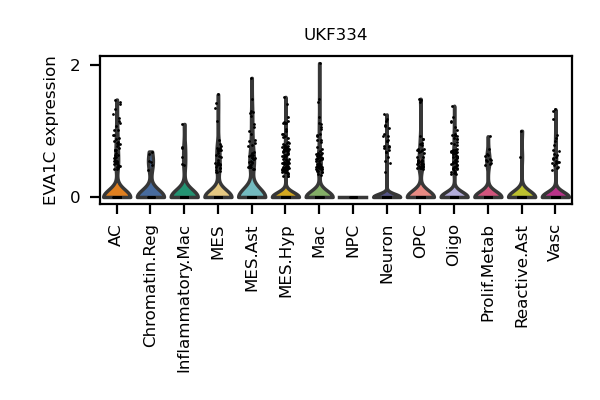 UKF334
EVA1C expression
2
0
AC
Chromatin.Reg
Inflammatory.Mac
MES
MES.Ast
MES.Hyp
Mac
NPC
Neuron
OPC
Oligo
Prolif.Metab
Reactive.Ast
Vasc